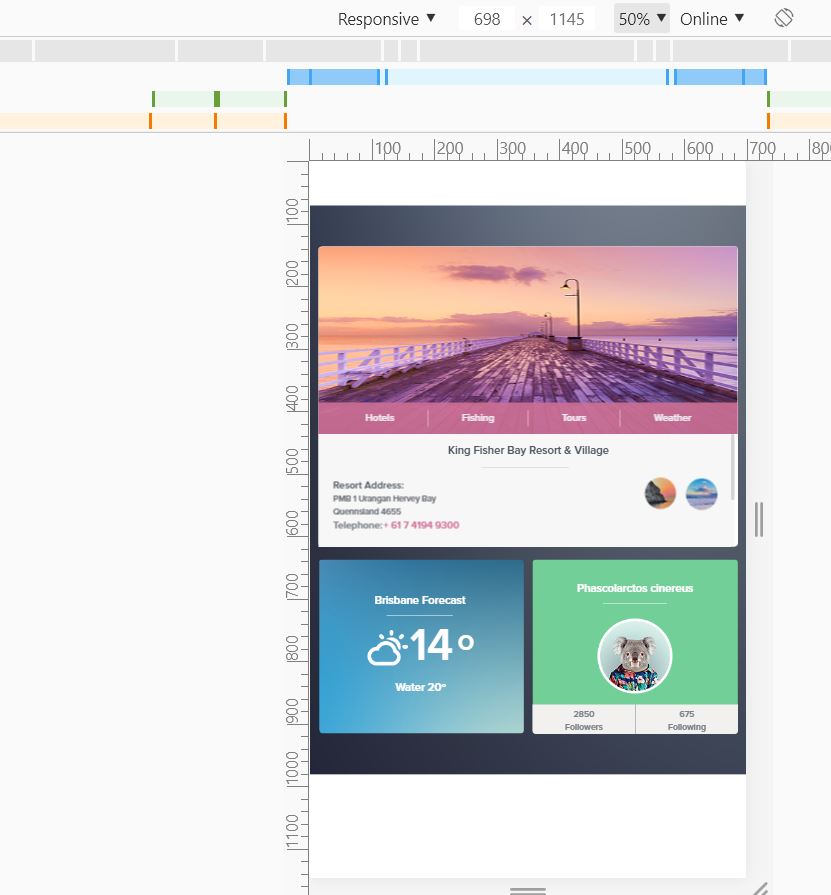 Responsive ▼ 698 × 1145 50% ▼ Online ▼
100 200 300 400 500 600 700 800
100
200
300
400
500
600
700
800
900
1000
1100
Hotels Fishing Tours Weather
King Fisher Bay Resort & Village
Resort Address:
PMB 1 Urangan Hervey Bay
Quennsland 4655
Telephone:+ 61 7 4194 9300
Brisbane Forecast
14°
Water 20°
Phascolarctos cinereus
2850 675
Followers Following